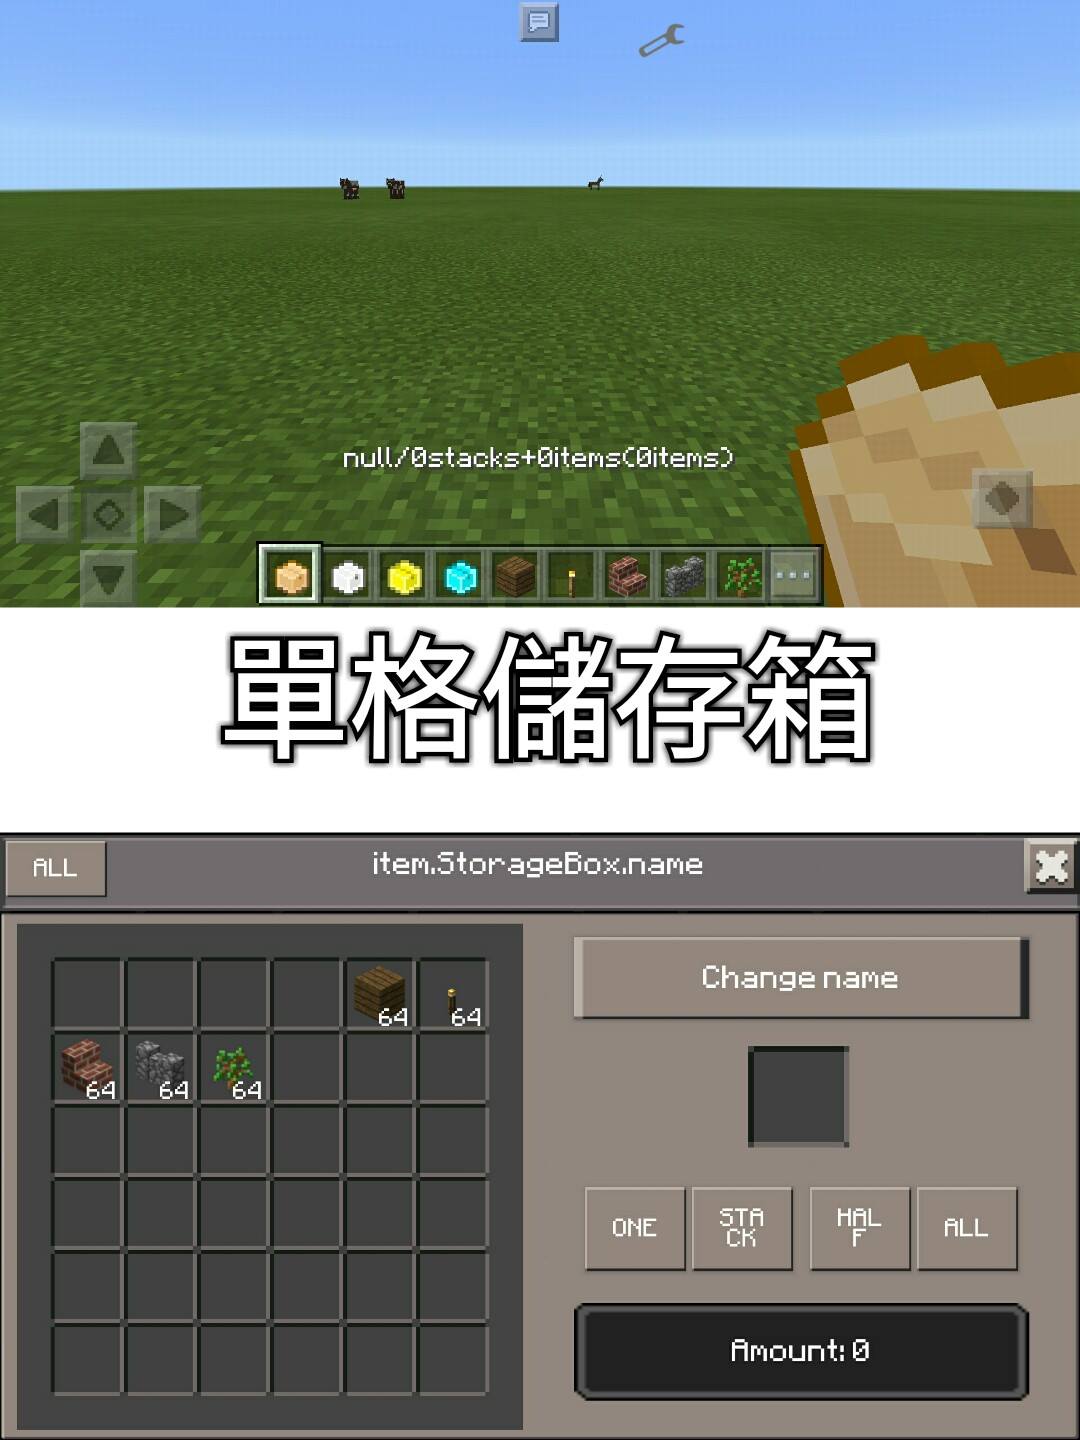 null/0stacks+0items(0items)
單格儲存箱
ALL
item.StorageBox.name
Change name
64
64
64
64
64
ONE
STA
CK
HAL
F
ALL
Amount: 0